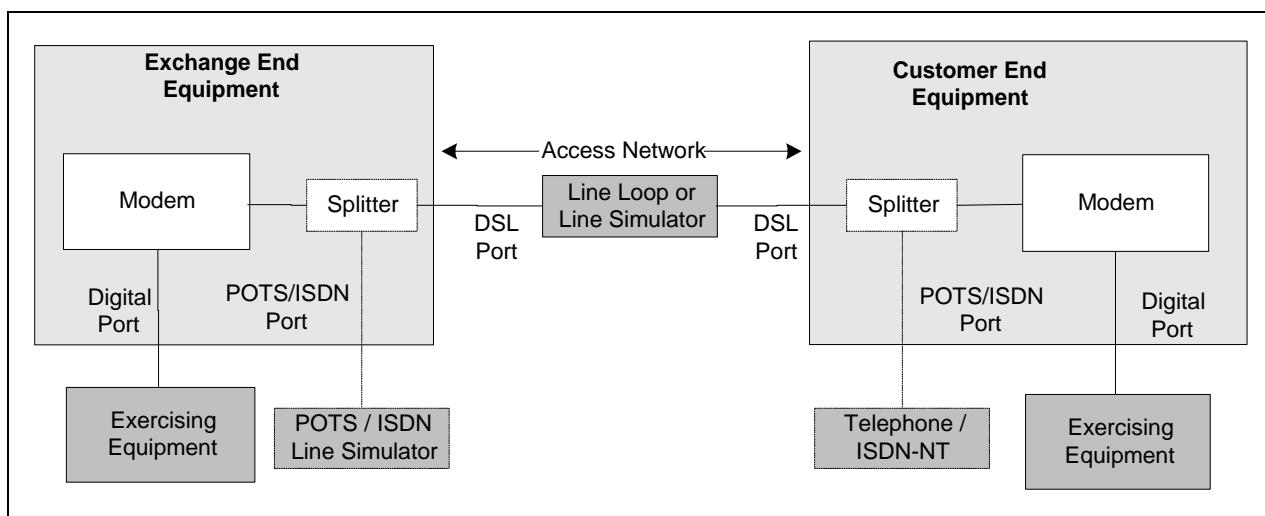 Exchange End
Equipment
Customer End
Equipment
Access Network
Modem
Splitter
Line Loop or
Line Simulator
Splitter
Modem
DSL
Port
DSL
Port
Digital
Port
POTS/ISDN
Port
POTS/ISDN
Port
Digital
Port
Exercising
Equipment
POTS / ISDN
Line Simulator
Telephone /
ISDN-NT
Exercising
Equipment